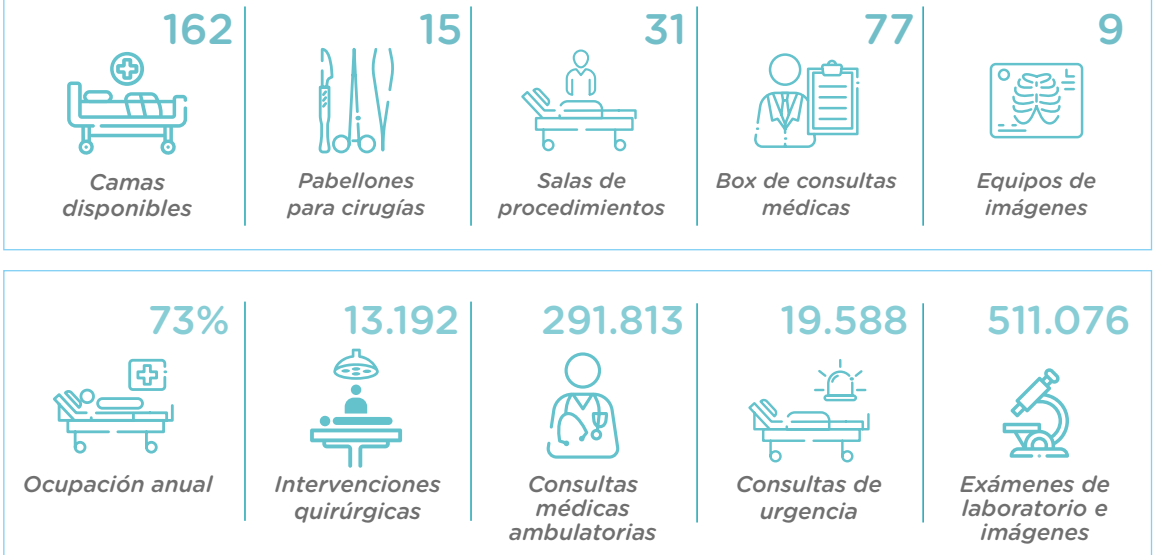 162
Camas
disponibles
15
Pabellones
para cirugías
31
Salas de
procedimientos
77
Box de consultas
médicas
9
L
Equipos de
imágenes
73%
Ocupación anual
13.192
Intervenciones
quirúrgicas
291.813
Consultas
médicas
ambulatorias
19.588
Consultas de
urgencia
511.076
Exámenes de
laboratorio e
imágenes